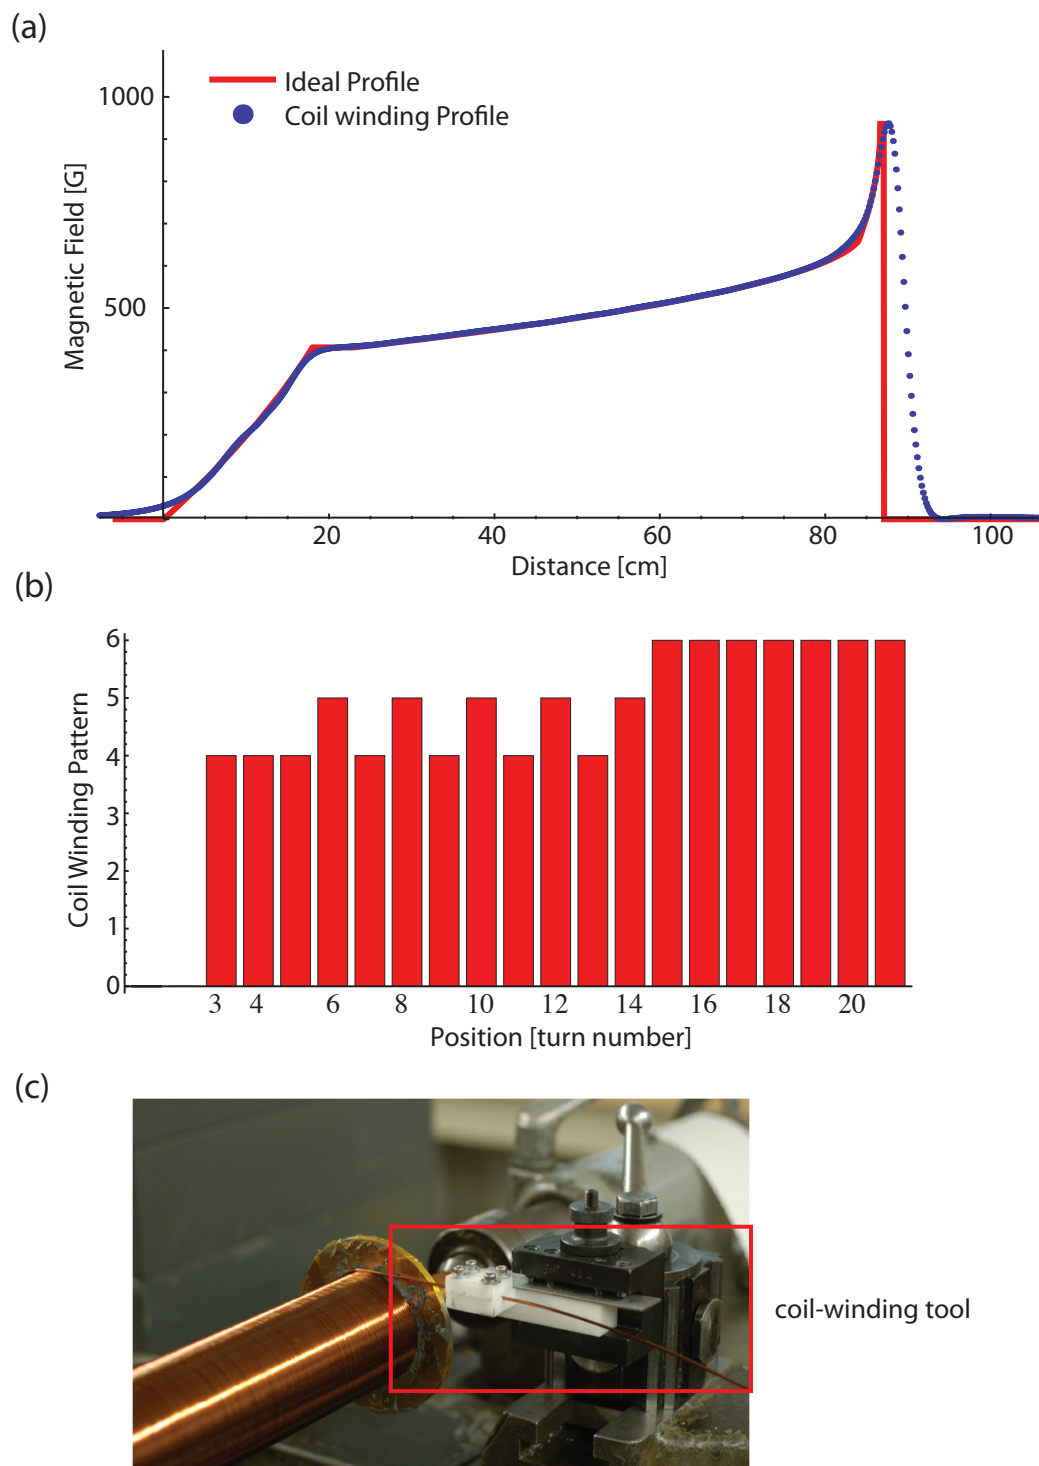 (a)
Ideal Profile
Coil winding Profile
Magnetic Field [G]
1000
500
20 40 60 80 100
Distance [cm]
(b)
Coil Winding Pattern
6
5
4
3
2
1
0
3 4 6 8 10 12 14 16 18 20
Position [turn number]
(c)
coil-winding tool